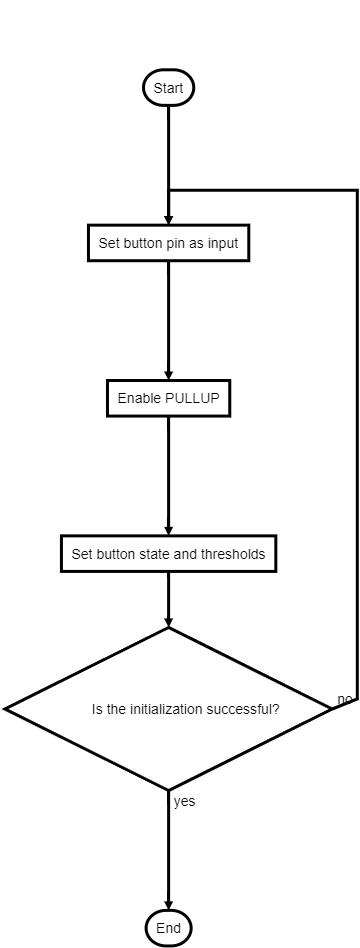 Start
Set button pin as input
Enable PULLUP
Set button state and thresholds
Is the initialization successful?
no
yes
End